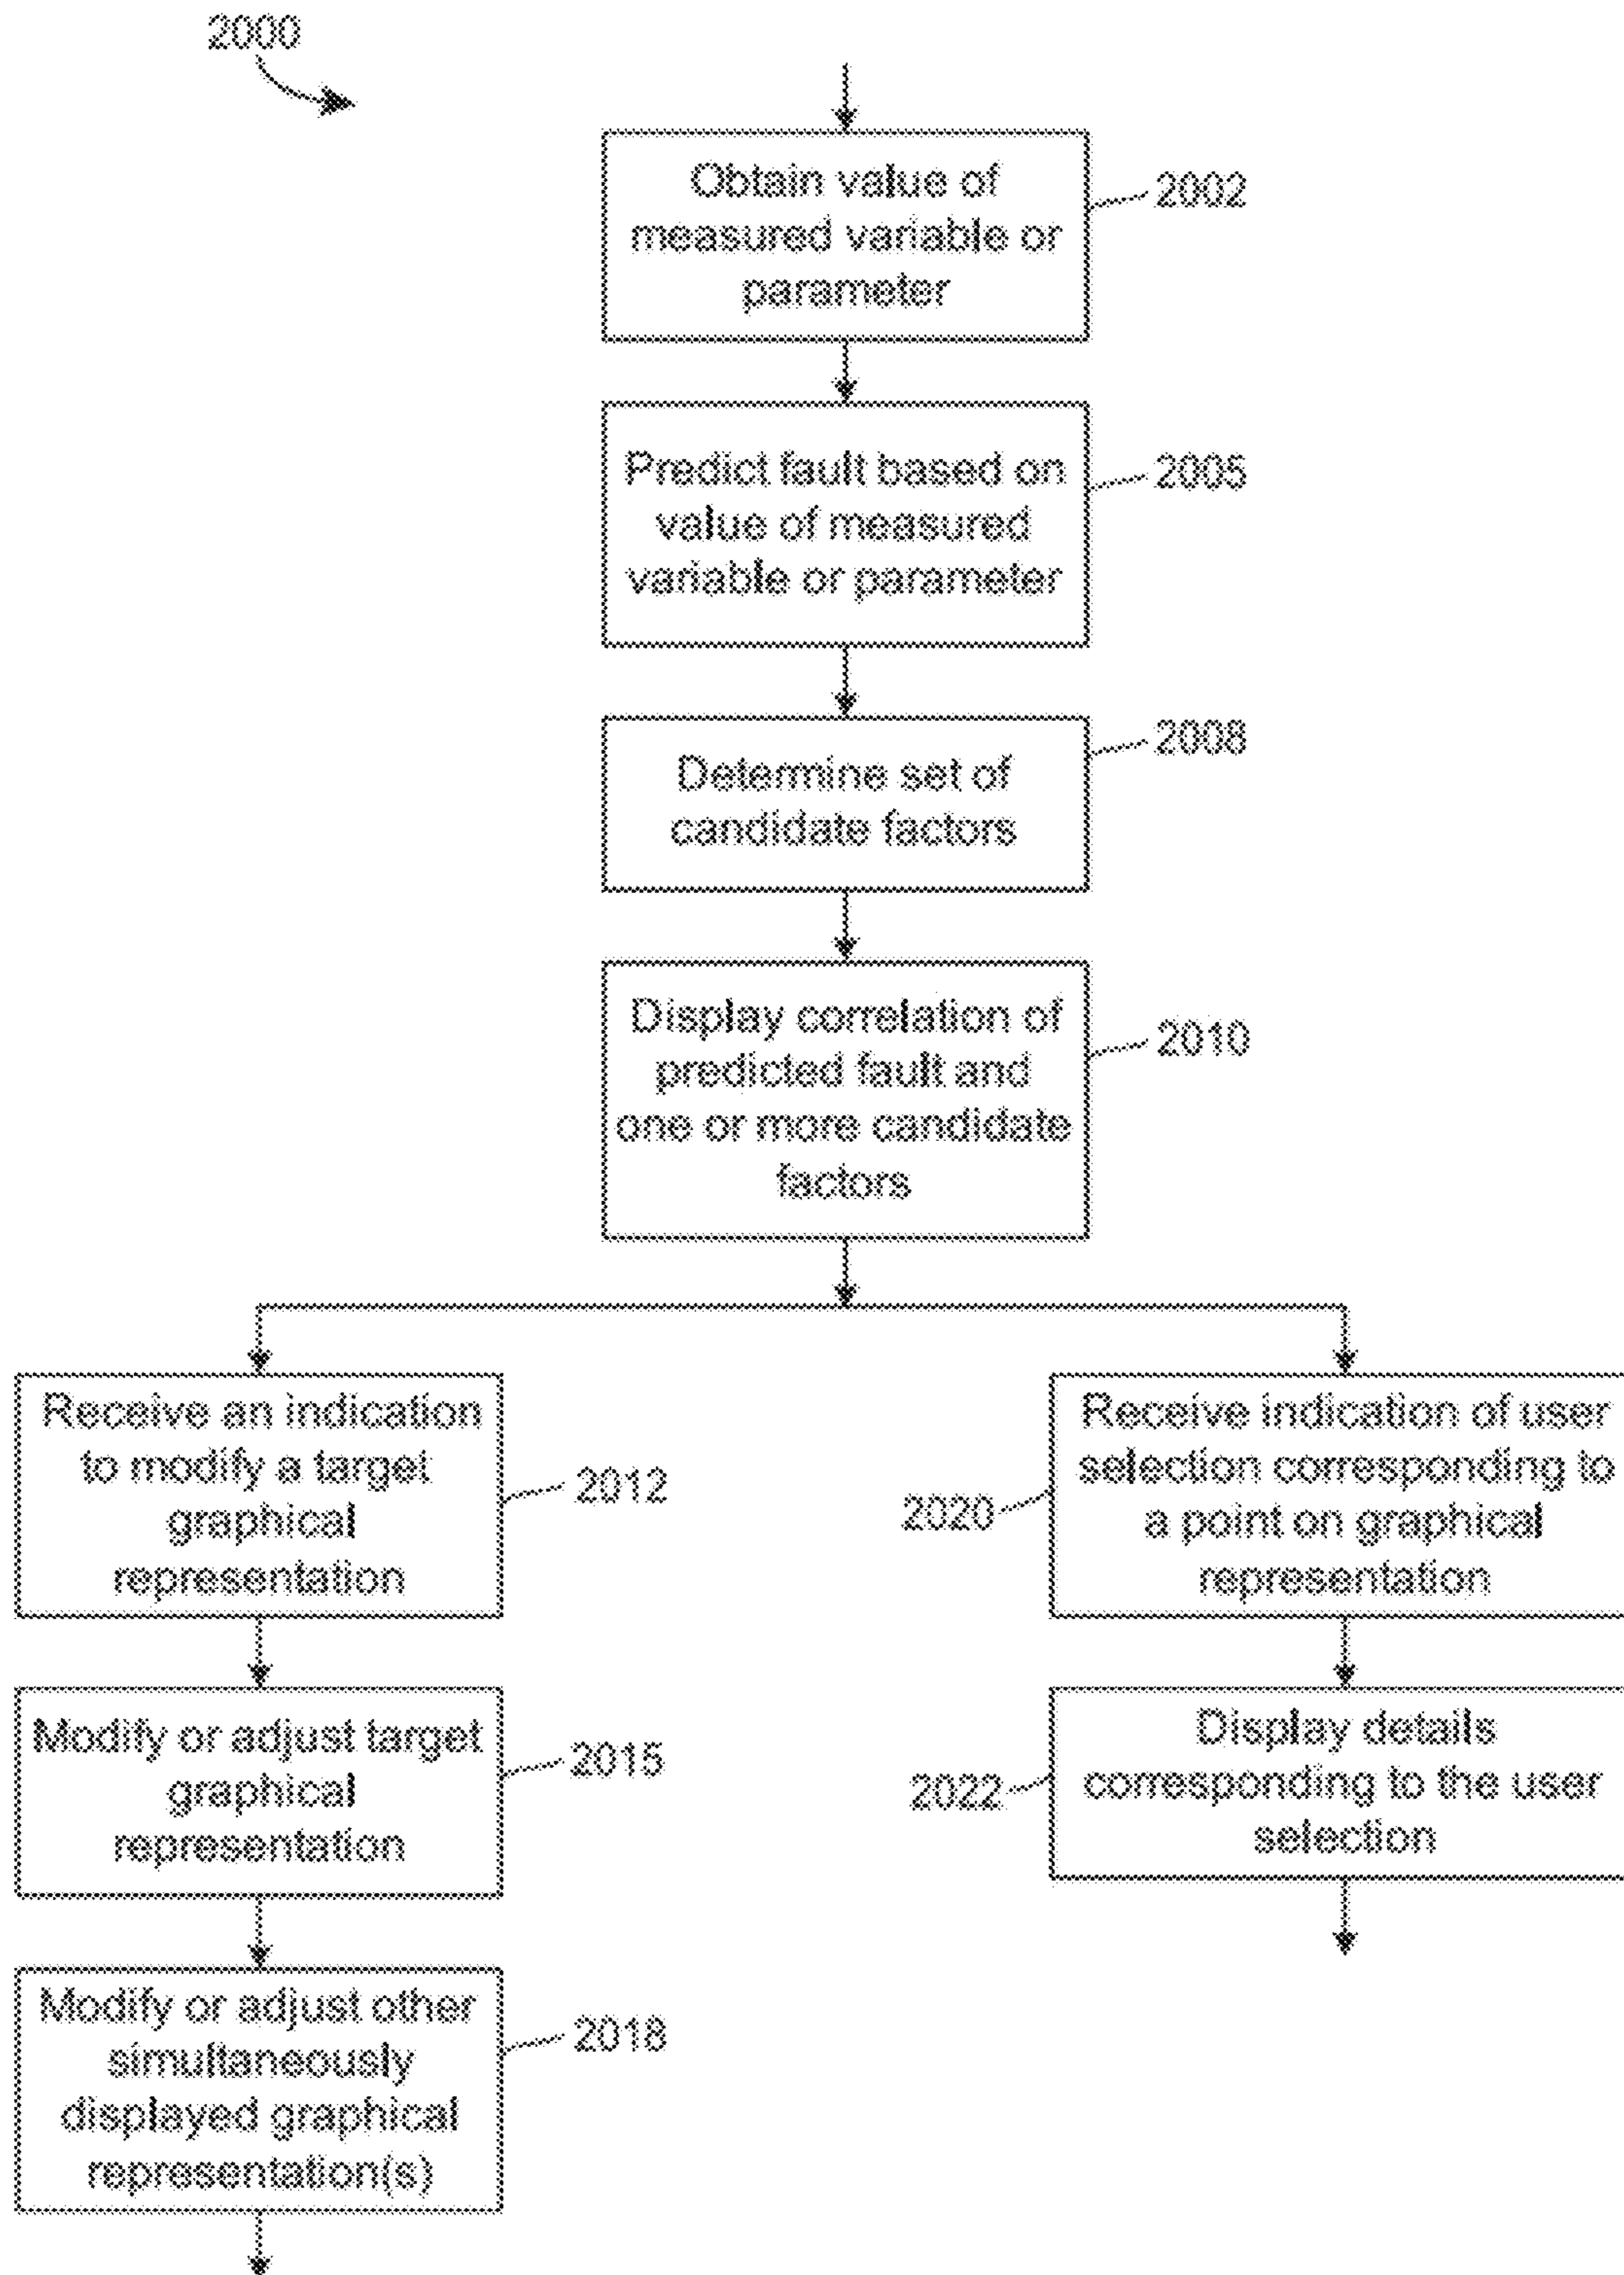 2000
Obtain value of
measured variable or
parameter
2002
Predict fault based on
value of measured
variable or parameter
2005
Determine set of
candidate factors
2008
Display correlation of
predicted fault and
one or more candidate
factors
2010
Receive an indication
to modify a target
graphical
representation
2012
Modify or adjust target
graphical
representation
2015
Modify or adjust other
simultaneously
displayed graphical
representation(s)
2018
Receive indication of user
selection corresponding to
a point on graphical
representation
2020
Display details
corresponding to the user
selection
2022